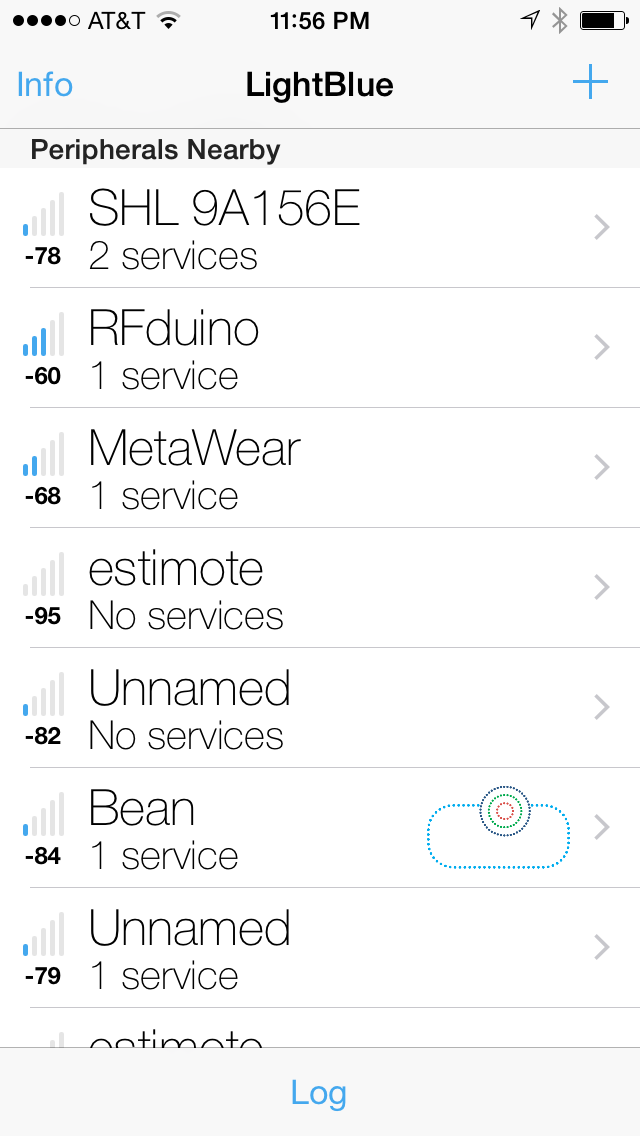 AT&T 11:56 PM
Info LightBlue +
Peripherals Nearby
SHL 9A156E
-78 2 services
RFduino
-60 1 service
MetaWear
-68 1 service
estimote
-95 No services
Unnamed
-82 No services
Bean
-84 1 service
Unnamed
-79 1 service
estimote
Log